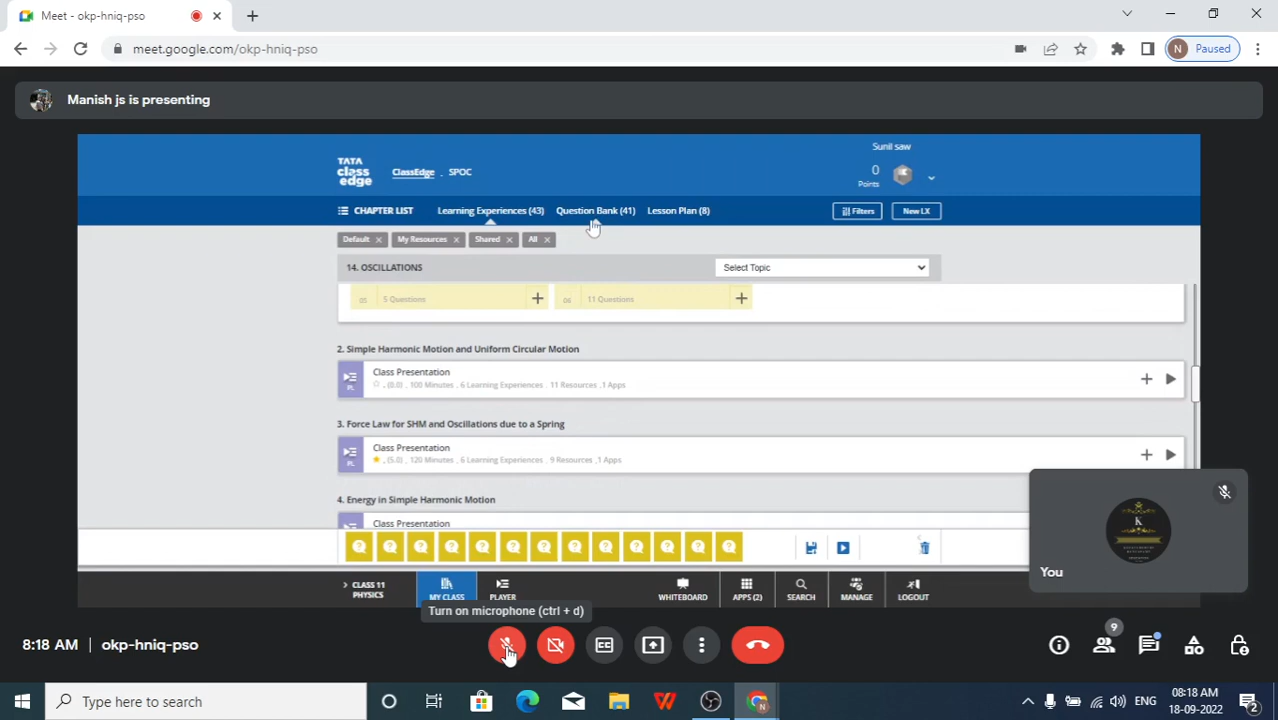 Meet - okp-hniq-pso
meet.google.com/okp-hniq-pso
N Paused
Manish js is presenting
Sunil saw
TATA
class
edge
ClassEdge . SPOC
0
Points
CHAPTER LIST Learning Experiences (43) Question Bank (41) Lesson Plan (8) Filters New LX
Default × My Resources × Shared × All ×
14. OSCILLATIONS Select Topic
05 5 Questions + 06 11 Questions +
2. Simple Harmonic Motion and Uniform Circular Motion
Class Presentation
PL
, (0.0) , 100 Minutes , 6 Learning Experiences , 11 Resources ,1 Apps
3. Force Law for SHM and Oscillations due to a Spring
Class Presentation
PL
, (5.0) , 120 Minutes , 6 Learning Experiences , 9 Resources ,1 Apps
4. Energy in Simple Harmonic Motion
Class Presentation
K
You
CLASS 11
PHYSICS
MY CLASS PLAYER WHITEBOARD APPS (2) SEARCH MANAGE LOGOUT
Turn on microphone (ctrl + d)
8:18 AM okp-hniq-pso
CC
9
Type here to search
ENG
08:18 AM
18-09-2022
2